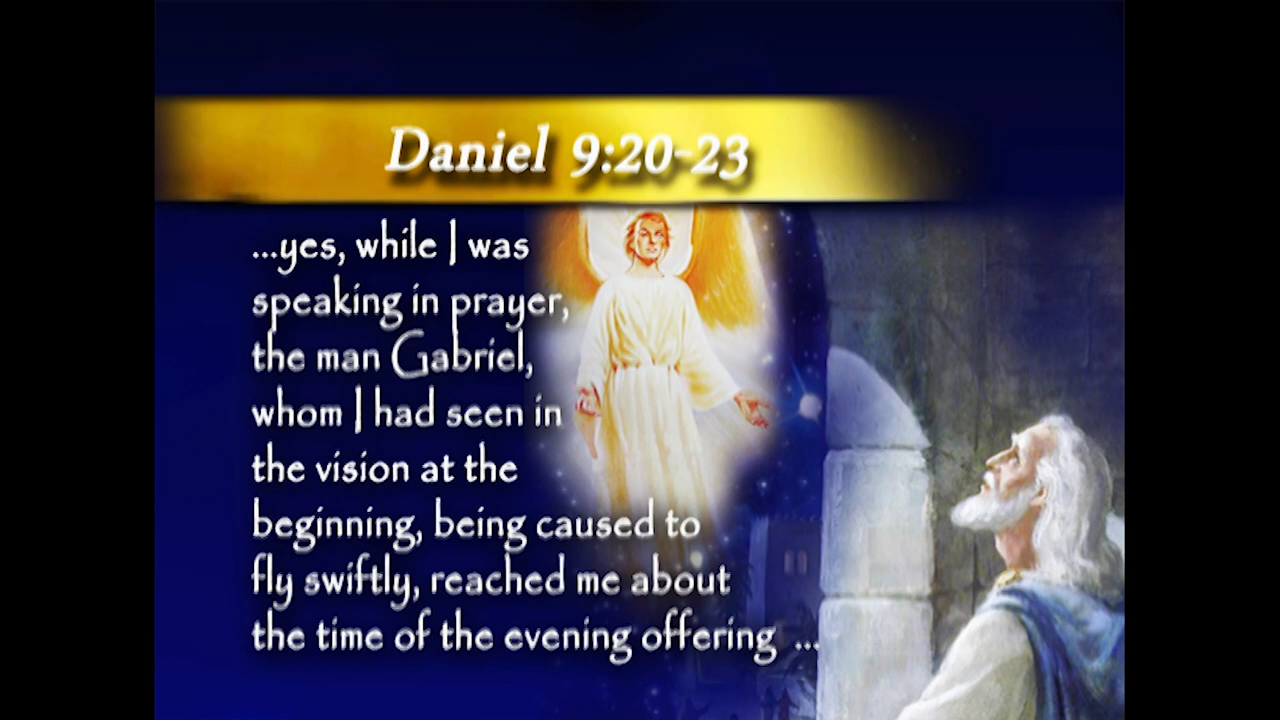 Daniel 9:20-23
...yes, while I was
speaking in prayer,
the man Gabriel,
whom I had seen in
the vision at the
beginning, being caused to
fly swiftly, reached me about
the time of the evening offering ...